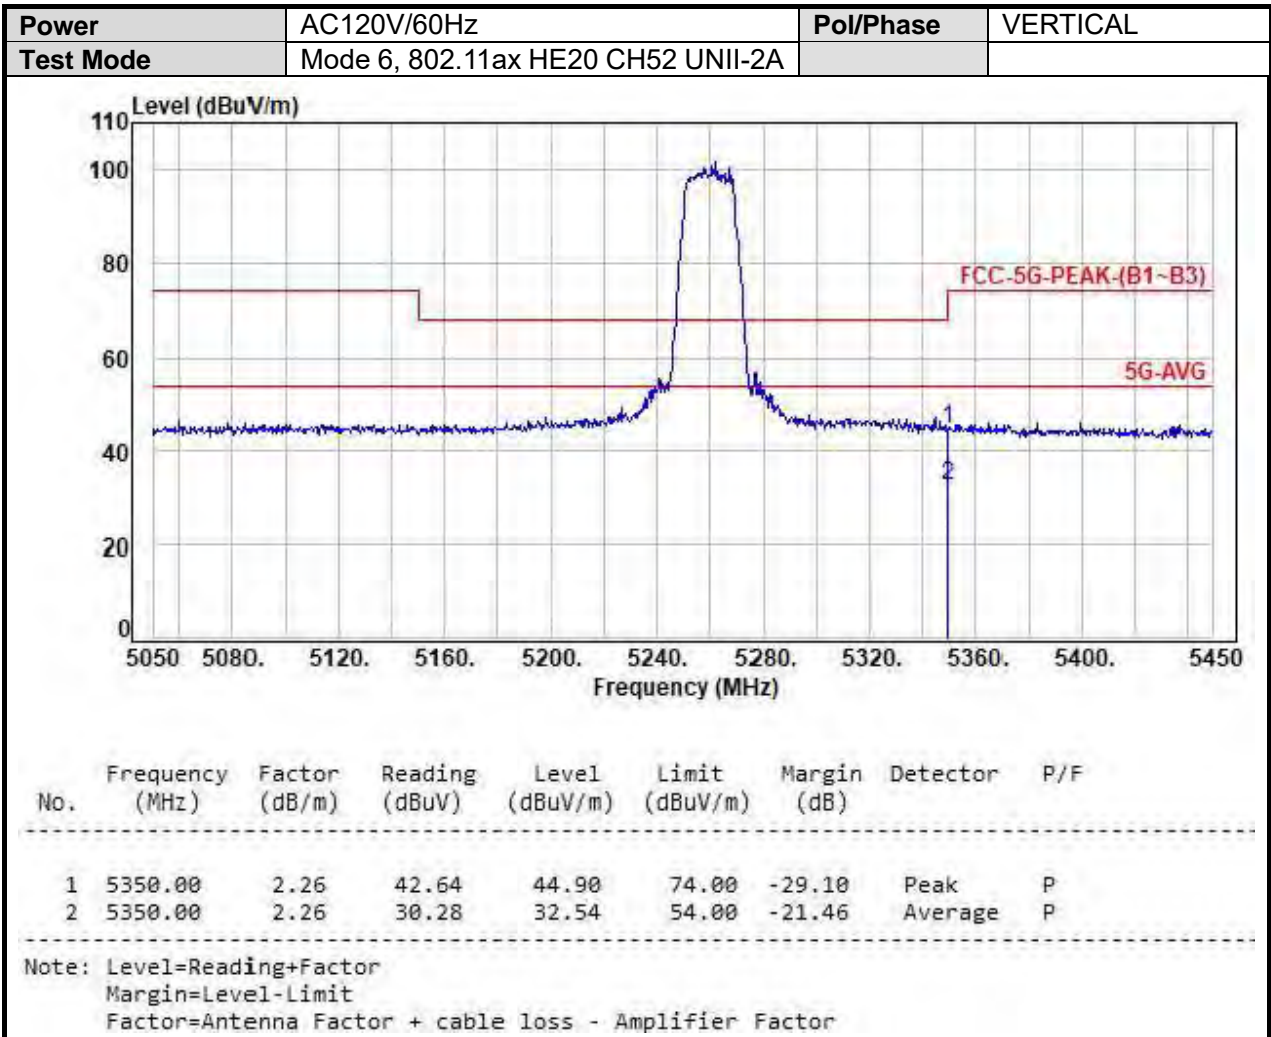 Power AC120V/60Hz Pol/Phase VERTICAL
Test Mode Mode 6, 802.11ax HE20 CH52 UNII-2A
Level (dBuV/m)
110
100
80
FCC-5G-PEAK-(B1~B3)
60
5G-AVG
1
40
2
20
0
5050 5080. 5120. 5160. 5200. 5240. 5280. 5320. 5360. 5400. 5450
Frequency (MHz)
Frequency Factor Reading Level Limit Margin Detector P/F
No. (MHz) (dB/m) (dBuV) (dBuV/m) (dBuV/m) (dB)
1 5350.00 2.26 42.64 44.90 74.00 -29.10 Peak P
2 5350.00 2.26 30.28 32.54 54.00 -21.46 Average P
Note: Level=Reading+Factor
Margin=Level-Limit
Factor=Antenna Factor + cable loss - Amplifier Factor